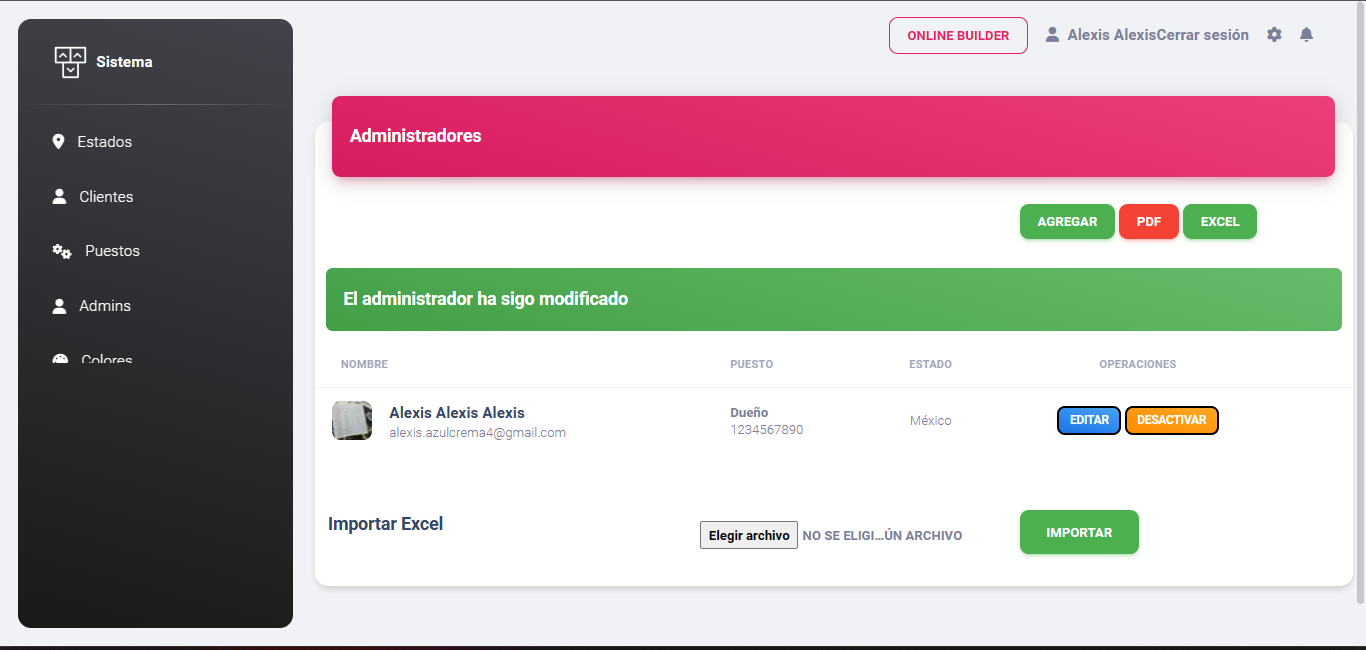 Sistema
Estados
Clientes
Puestos
Admins
Colores
ONLINE BUILDER
Alexis AlexisCerrar sesión
Administradores
AGREGAR PDF EXCEL
El administrador ha sigo modificado
NOMBRE PUESTO ESTADO OPERACIONES
Alexis Alexis Alexis
alexis.azulcrema4@gmail.com
Dueño
1234567890
México
EDITAR DESACTIVAR
Importar Excel
Elegir archivo NO SE ELIGI...ÚN ARCHIVO
IMPORTAR